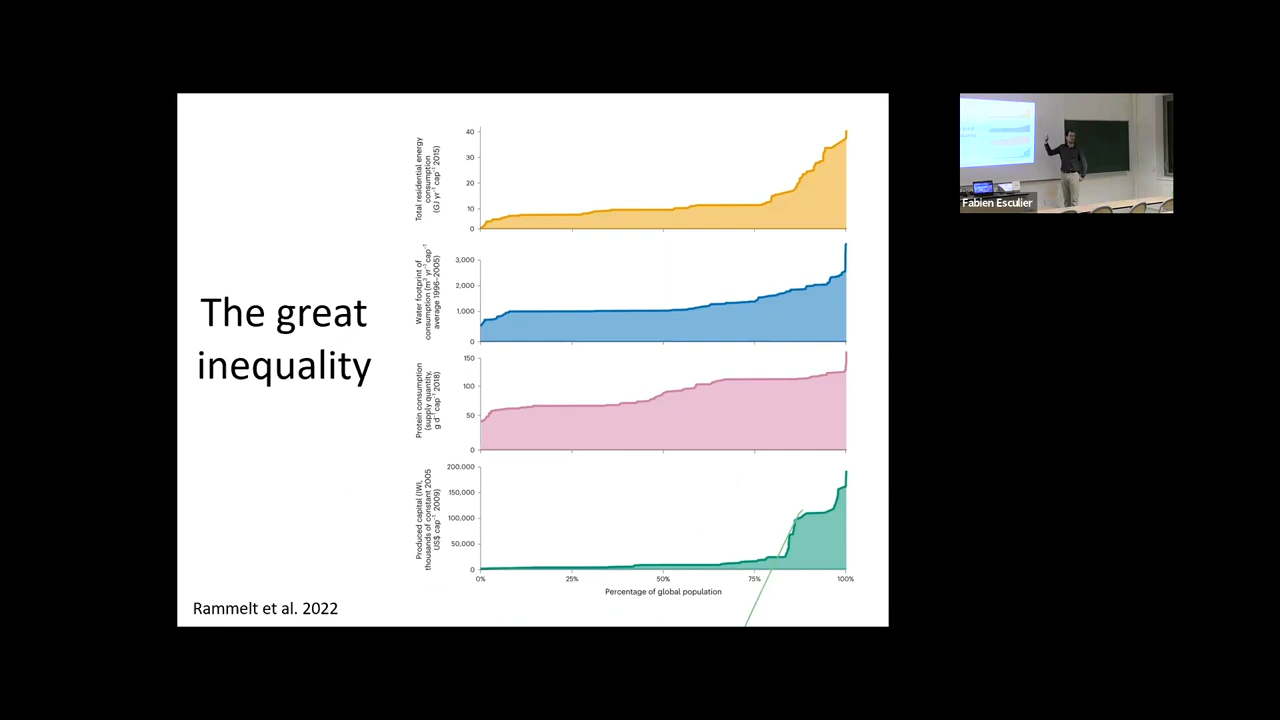 The great
inequality
Rammelt et al. 2022
Total residential energy
consumption
(GJ yr⁻¹ cap⁻¹ 2015)
40
30
20
10
0
Water footprint of
consumption (m³ yr⁻¹ cap⁻¹
average 1996–2005)
3,000
2,000
1,000
0
Protein consumption
(supply quantity,
g d⁻¹ cap⁻¹ 2018)
150
100
50
0
Produced capital (IWI,
thousands of constant 2005
US$ cap⁻¹ 2009)
200,000
150,000
100,000
50,000
0
0% 25% 50% 75% 100%
Percentage of global population
Fabien Esculier